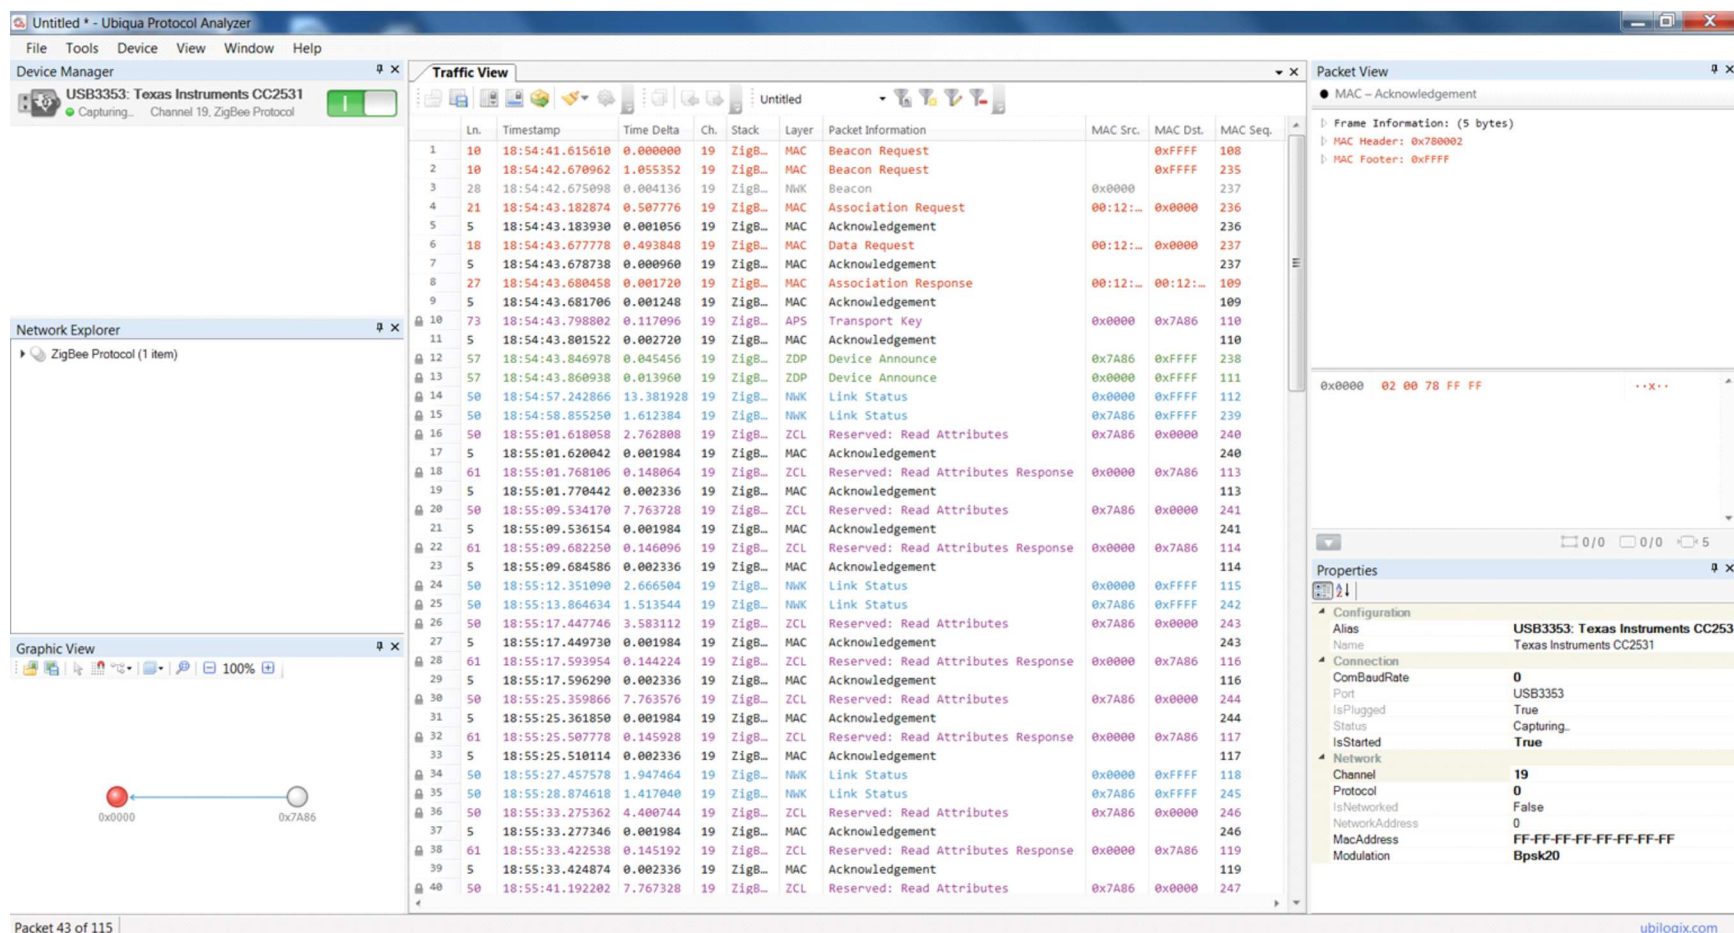 Untitled * - Ubiqua Protocol Analyzer
File Tools Device View Window Help
Device Manager
USB3353: Texas Instruments CC2531
Capturing... Channel 19, ZigBee Protocol
Network Explorer
ZigBee Protocol (1 item)
Graphic View
100%
0x0000 0x7A86
Traffic View
Untitled
Ln. Timestamp Time Delta Ch. Stack Layer Packet Information MAC Src. MAC Dst. MAC Seq.
1 10 18:54:41.615610 0.000000 19 ZigB… MAC Beacon Request 0xFFFF 108
2 10 18:54:42.670962 1.055352 19 ZigB… MAC Beacon Request 0xFFFF 235
3 28 18:54:42.675098 0.004136 19 ZigB… NWK Beacon 0x0000 237
4 21 18:54:43.182874 0.507776 19 ZigB… MAC Association Request 00:12:… 0x0000 236
5 5 18:54:43.183930 0.001056 19 ZigB… MAC Acknowledgement 236
6 18 18:54:43.677778 0.493848 19 ZigB… MAC Data Request 00:12:… 0x0000 237
7 5 18:54:43.678738 0.000960 19 ZigB… MAC Acknowledgement 237
8 27 18:54:43.680458 0.001720 19 ZigB… MAC Association Response 00:12:… 00:12:… 109
9 5 18:54:43.681706 0.001248 19 ZigB… MAC Acknowledgement 109
10 73 18:54:43.798802 0.117096 19 ZigB… APS Transport Key 0x0000 0x7A86 110
11 5 18:54:43.801522 0.002720 19 ZigB… MAC Acknowledgement 110
12 57 18:54:43.846978 0.045456 19 ZigB… ZDP Device Announce 0x7A86 0xFFFF 238
13 57 18:54:43.860938 0.013960 19 ZigB… ZDP Device Announce 0x0000 0xFFFF 111
14 50 18:54:57.242866 13.381928 19 ZigB… NWK Link Status 0x0000 0xFFFF 112
15 50 18:54:58.855250 1.612384 19 ZigB… NWK Link Status 0x7A86 0xFFFF 239
16 50 18:55:01.618058 2.762808 19 ZigB… ZCL Reserved: Read Attributes 0x7A86 0x0000 240
17 5 18:55:01.620042 0.001984 19 ZigB… MAC Acknowledgement 240
18 61 18:55:01.768106 0.148064 19 ZigB… ZCL Reserved: Read Attributes Response 0x0000 0x7A86 113
19 5 18:55:01.770442 0.002336 19 ZigB… MAC Acknowledgement 113
20 50 18:55:09.534170 7.763728 19 ZigB… ZCL Reserved: Read Attributes 0x7A86 0x0000 241
21 5 18:55:09.536154 0.001984 19 ZigB… MAC Acknowledgement 241
22 61 18:55:09.682250 0.146096 19 ZigB… ZCL Reserved: Read Attributes Response 0x0000 0x7A86 114
23 5 18:55:09.684586 0.002336 19 ZigB… MAC Acknowledgement 114
24 50 18:55:12.351090 2.666504 19 ZigB… NWK Link Status 0x0000 0xFFFF 115
25 50 18:55:13.864634 1.513544 19 ZigB… NWK Link Status 0x7A86 0xFFFF 242
26 50 18:55:17.447746 3.583112 19 ZigB… ZCL Reserved: Read Attributes 0x7A86 0x0000 243
27 5 18:55:17.449730 0.001984 19 ZigB… MAC Acknowledgement 243
28 61 18:55:17.593954 0.144224 19 ZigB… ZCL Reserved: Read Attributes Response 0x0000 0x7A86 116
29 5 18:55:17.596290 0.002336 19 ZigB… MAC Acknowledgement 116
30 50 18:55:25.359866 7.763576 19 ZigB… ZCL Reserved: Read Attributes 0x7A86 0x0000 244
31 5 18:55:25.361850 0.001984 19 ZigB… MAC Acknowledgement 244
32 61 18:55:25.507778 0.145928 19 ZigB… ZCL Reserved: Read Attributes Response 0x0000 0x7A86 117
33 5 18:55:25.510114 0.002336 19 ZigB… MAC Acknowledgement 117
34 50 18:55:27.457578 1.947464 19 ZigB… NWK Link Status 0x0000 0xFFFF 118
35 50 18:55:28.874618 1.417040 19 ZigB… NWK Link Status 0x7A86 0xFFFF 245
36 50 18:55:33.275362 4.400744 19 ZigB… ZCL Reserved: Read Attributes 0x7A86 0x0000 246
37 5 18:55:33.277346 0.001984 19 ZigB… MAC Acknowledgement 246
38 61 18:55:33.422538 0.145192 19 ZigB… ZCL Reserved: Read Attributes Response 0x0000 0x7A86 119
39 5 18:55:33.424874 0.002336 19 ZigB… MAC Acknowledgement 119
40 50 18:55:41.192202 7.767328 19 ZigB… ZCL Reserved: Read Attributes 0x7A86 0x0000 247
Packet View
MAC – Acknowledgement
Frame Information: (5 bytes)
MAC Header: 0x780002
MAC Footer: 0xFFFF
0x0000 02 00 78 FF FF ··x··
0/0 0/0 5
Properties
Configuration
Alias USB3353: Texas Instruments CC253
Name Texas Instruments CC2531
Connection
ComBaudRate 0
Port USB3353
IsPlugged True
Status Capturing...
IsStarted True
Network
Channel 19
Protocol 0
IsNetworked False
NetworkAddress 0
MacAddress FF-FF-FF-FF-FF-FF-FF-FF
Modulation Bpsk20
Packet 43 of 115
ubilogix.com